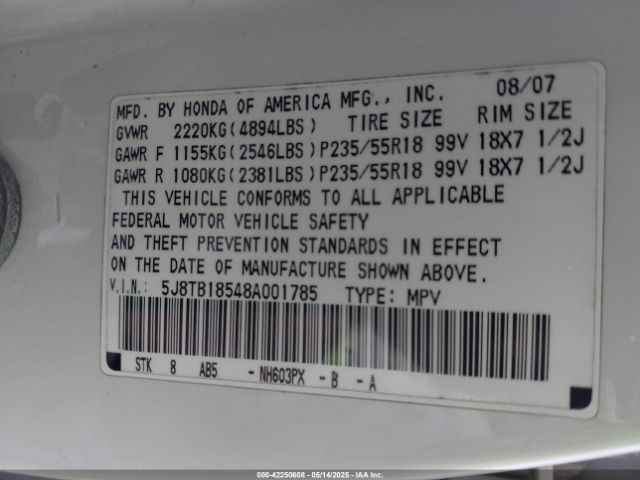 MFD. BY HONDA OF AMERICA MFG., INC. 08/07
GVWR 2220KG(4894LBS) TIRE SIZE RIM SIZE
GAWR F 1155KG(2546LBS)P235/55R18 99V 18X7 1/2J
GAWR R 1080KG(2381LBS)P235/55R18 99V 18X7 1/2J
THIS VEHICLE CONFORMS TO ALL APPLICABLE
FEDERAL MOTOR VEHICLE SAFETY
AND THEFT PREVENTION STANDARDS IN EFFECT
ON THE DATE OF MANUFACTURE SHOWN ABOVE.
V.I.N.: 5J8TB18548A001785 TYPE: MPV
STK 8 AB5 - NH603PX - B - A
000-42250608 - 05/14/2025 - IAA Inc.